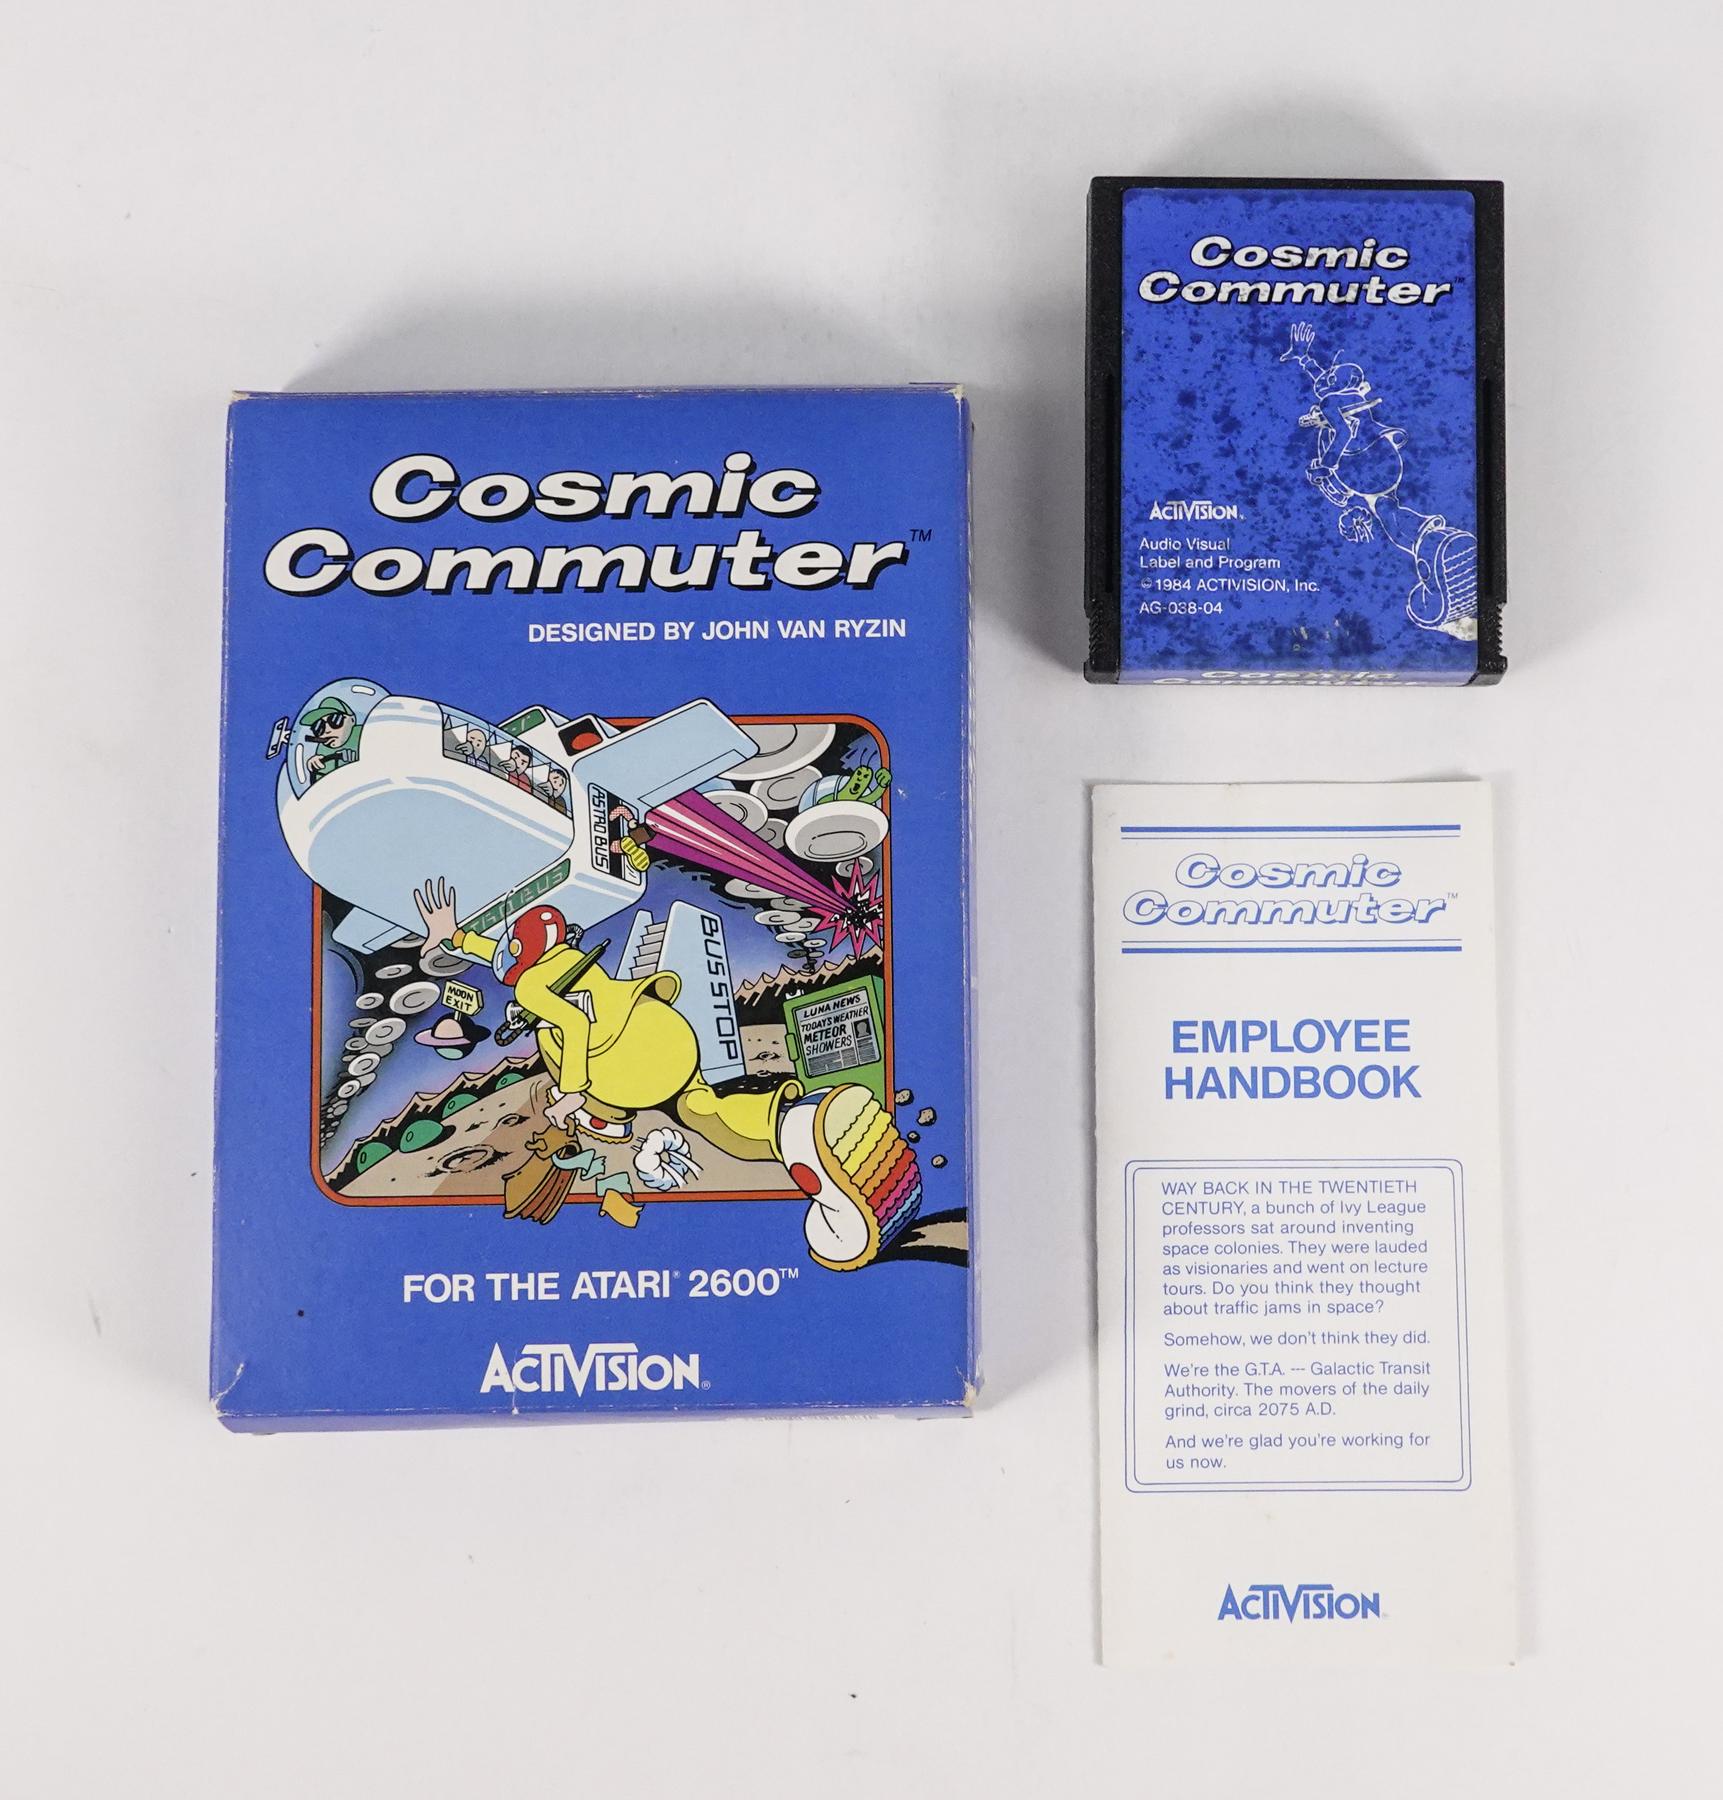 Cosmic
Commuter™
DESIGNED BY JOHN VAN RYZIN
ASTRO BUS
BUS STOP
MOON
EXIT
LUNA NEWS
TODAYS WEATHER
METEOR
SHOWERS
FOR THE ATARI® 2600™
ACTIVISION®
Cosmic
Commuter™
ACTIVISION®
Audio Visual
Label and Program
©1984 ACTIVISION, Inc.
AG-038-04
Cosmic
Commuter™
EMPLOYEE
HANDBOOK
WAY BACK IN THE TWENTIETH
CENTURY, a bunch of Ivy League
professors sat around inventing
space colonies. They were lauded
as visionaries and went on lecture
tours. Do you think they thought
about traffic jams in space?
Somehow, we don't think they did.
We're the G.T.A. --- Galactic Transit
Authority. The movers of the daily
grind, circa 2075 A.D.
And we're glad you're working for
us now.
ACTIVISION